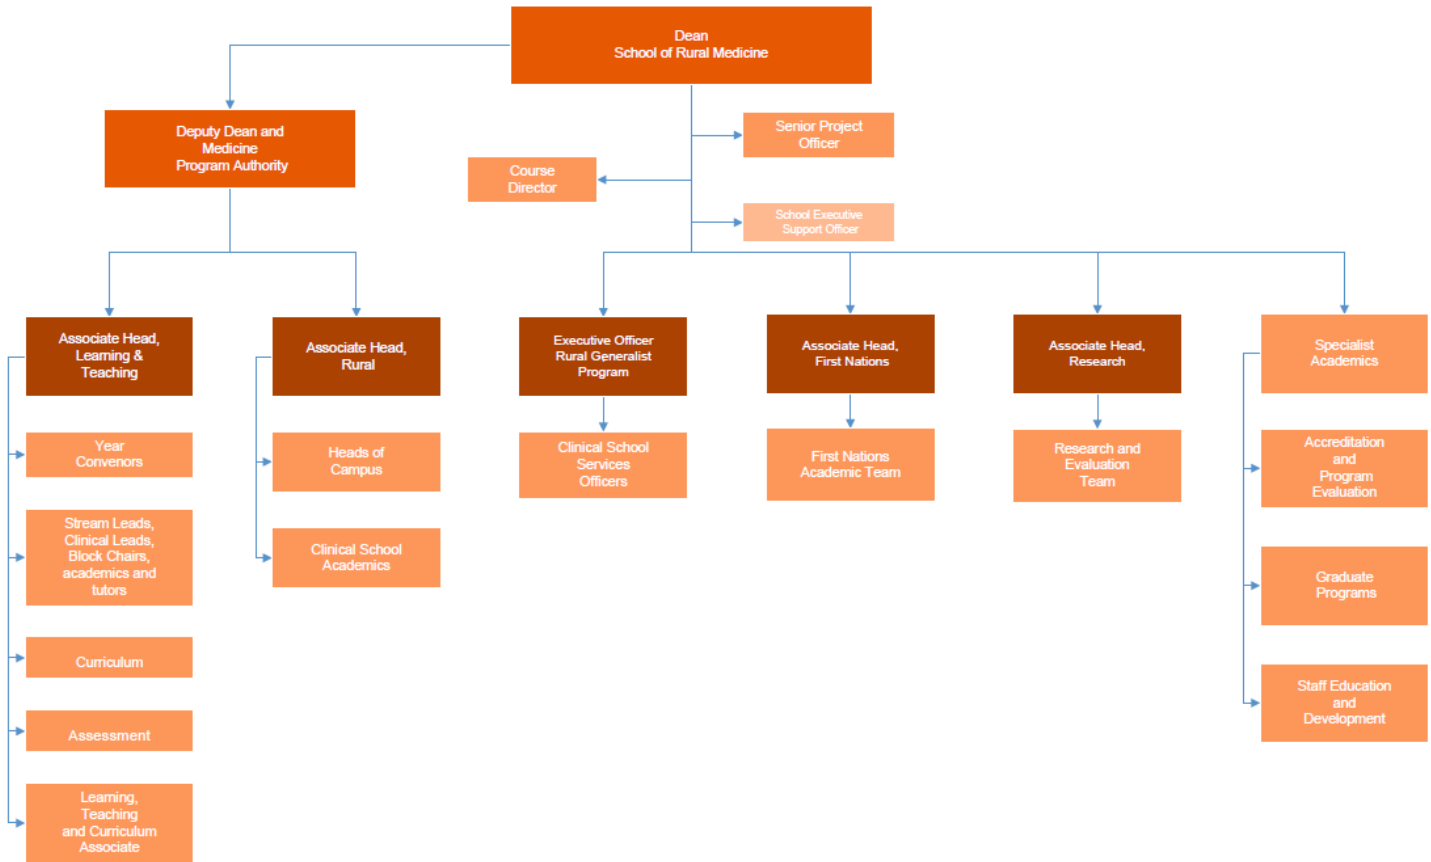 Dean
School of Rural Medicine
Deputy Dean and
Medicine
Program Authority
Senior Project
Officer
Course
Director
School Executive
Support Officer
Associate Head,
Learning &
Teaching
Associate Head,
Rural
Executive Officer
Rural Generalist
Program
Associate Head,
First Nations
Associate Head,
Research
Specialist
Academics
Year
Convenors
Heads of
Campus
Clinical School
Services
Officers
First Nations
Academic Team
Research and
Evaluation
Team
Accreditation
and
Program
Evaluation
Stream Leads,
Clinical Leads,
Block Chairs,
academics and
tutors
Clinical School
Academics
Graduate
Programs
Curriculum
Staff Education
and
Development
Assessment
Learning,
Teaching
and Curriculum
Associate